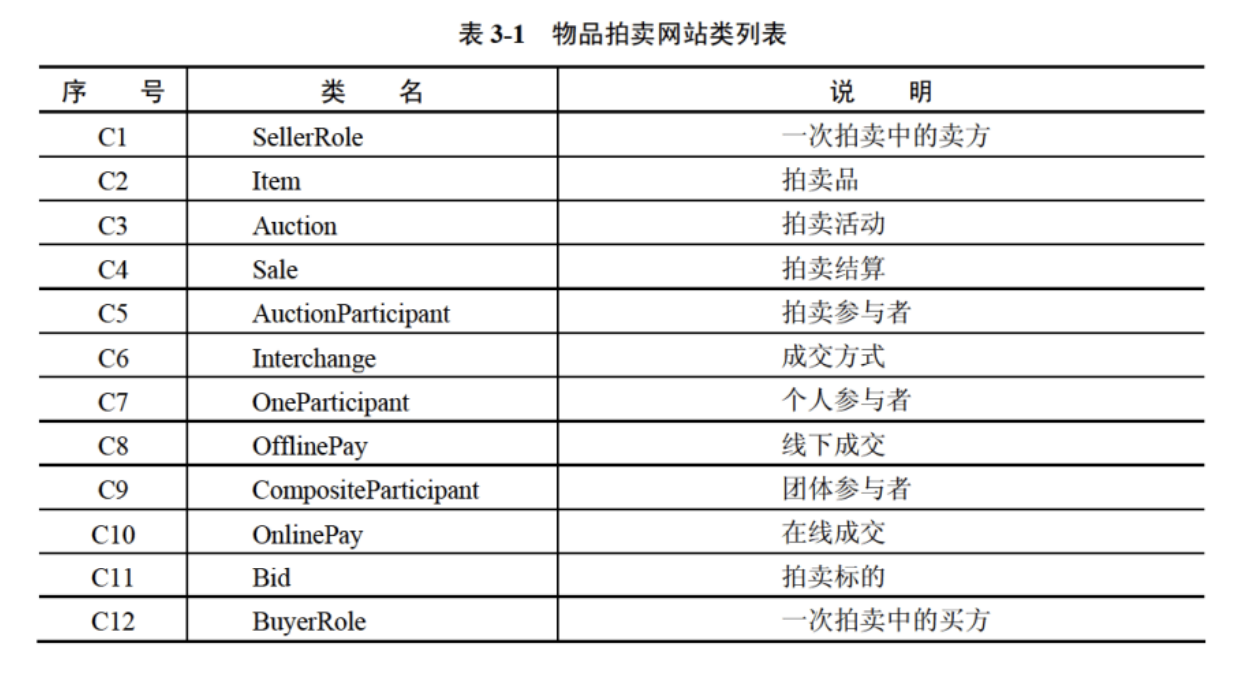 表 3-1 物品拍卖网站类列表
序 号 类 名 说 明
C1 SellerRole 一次拍卖中的卖方
C2 Item 拍卖品
C3 Auction 拍卖活动
C4 Sale 拍卖结算
C5 AuctionParticipant 拍卖参与者
C6 Interchange 成交方式
C7 OneParticipant 个人参与者
C8 OfflinePay 线下成交
C9 CompositeParticipant 团体参与者
C10 OnlinePay 在线成交
C11 Bid 拍卖标的
C12 BuyerRole 一次拍卖中的买方